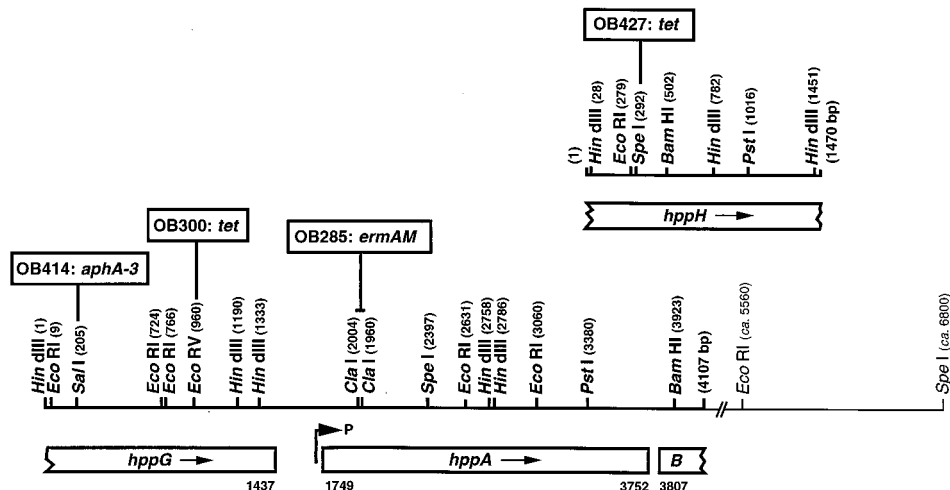 OB427: tet
(1)
Hin dIII (28)
Eco RI (279)
Spe I (292)
Bam HI (502)
Hin dIII (782)
Pst I (1016)
Hin dIII (1451)
(1470 bp)
hppH
OB414: aphA-3
OB300: tet
OB285: ermAM
Hin dIII (1)
Eco RI (9)
Sal I (205)
Eco RI (724)
Eco RI (766)
Eco RV (960)
Hin dIII (1190)
Hin dIII (1333)
Cla I (2004)
Cla I (1960)
Spe I (2397)
Eco RI (2631)
Hin dIII (2758)
Hin dIII (2786)
Eco RI (3060)
Pst I (3380)
Bam HI (3923)
(4107 bp)
Eco RI (ca. 5560)
Spe I (ca. 6800)
P
hppG
hppA
B
1437
1749
3752
3807